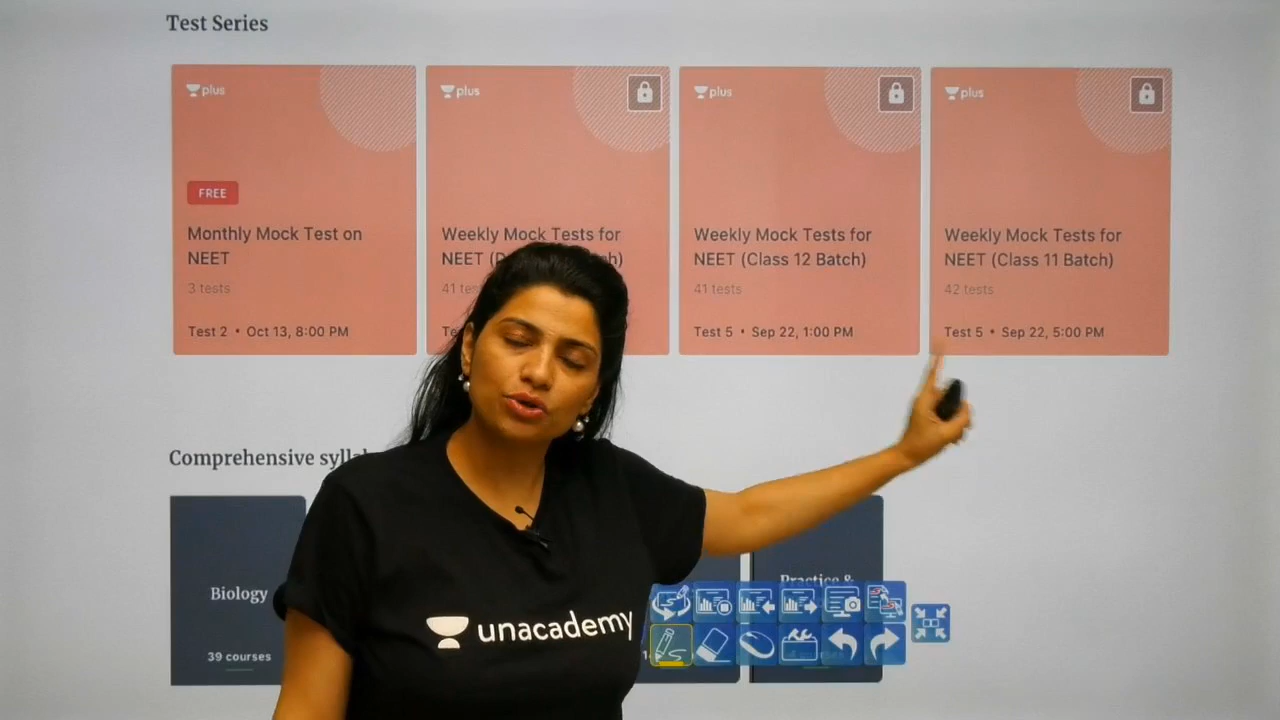 Test Series
plus
FREE
Monthly Mock Test on
NEET
3 tests
Test 2 • Oct 13, 8:00 PM
plus
Weekly Mock Tests for
NEET
41
plus
Weekly Mock Tests for
NEET (Class 12 Batch)
41 tests
Test 5 • Sep 22, 1:00 PM
plus
Weekly Mock Tests for
NEET (Class 11 Batch)
42 tests
Test 5 • Sep 22, 5:00 PM
Comprehensive
Biology
39 courses
Practice &
unacademy